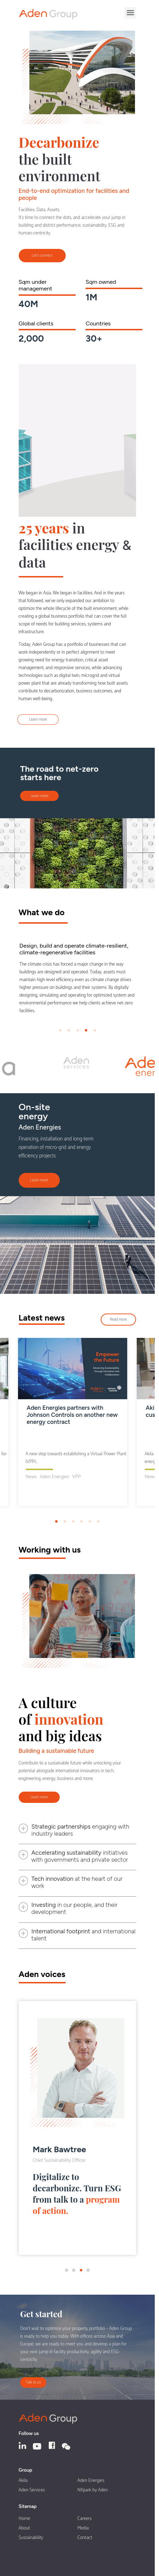 Aden Group
Decarbonize
the built
environment
End-to-end optimization for facilities and
people
Facilities. Data. Assets.
It's time to connect the dots, and accelerate your jump in
building and district performance, sustainability, ESG and
human-centricity.
Let's connect
Sqm under
management
Sqm owned
40M
1M
Global clients
Countries
2,000
30+
25 years in
facilities energy &
data
We began in Asia. We began in facilities. And in the years
that followed, we've only expanded our ambition: to
optimize the whole lifecycle of the built environment, while
creating a global business portfolio that can meet the full
scope of needs for building services, systems and
infrastructure.
Today, Aden Group has a portfolio of businesses that can
work independently or in perfect alignment to meet
growing needs for energy transition, critical asset
management, and responsive services, while advancing
technologies such as digital twin, microgrid and virtual
power plant that are already transforming how built assets
contribute to decarbonization, business outcomes, and
human well-being.
Learn more
The road to net-zero
starts here
Learn more
What we do
Design, build and operate climate-resilient,
climate-regenerative facilities
The climate crisis has forced a major change in the way
buildings are designed and operated. Today, assets must
maintain high levels of energy even as climate change puts
higher pressure on buildings and their systems. By digitally
designing, simulating and operating for optimized system and
environmental performance we help clients achieve net zero
facilities.
Aden
services
Ade
ener
On-site
energy
Aden Energies
Financing, installation and long-term
operation of micro-grid and energy
efficiency projects
Learn more
Latest news
Read more
Empower
the Future
Aden Energies partners with
Johnson Controls on another new
energy contract
Aki
cus
for
A new step towards establishing a Virtual Power Plant
(VPP).
Akila
energ
News Aden Energies VPP
News
Working with us
A culture
of innovation
and big ideas
Building a sustainable future
Contribute to a sustainable future while unlocking your
potential alongside international innovators in tech,
engineering, energy, business and more.
Learn more
Strategic partnerships engaging with
industry leaders
Accelerating sustainability initiatives
with governments and private sector
Tech innovation at the heart of our
work
Investing in our people, and their
development
International footprint and international
talent
Aden voices
Mark Bawtree
Chief Sustainability Officer
Digitalize to
decarbonize. Turn ESG
from talk to a program
of action.
Get started
Don't wait to optimize your property portfolio – Aden Group
is ready to help you today. With offices across Asia and
Europe, we are ready to meet you and develop a plan for
your next jump in facility productivity, agility and ESG-
centricity.
Talk to us
Aden Group
Follow us
Group
Akila
Aden Energies
Aden Services
NXpark by Aden
Sitemap
Home
Careers
About
Media
Sustainability
Contact